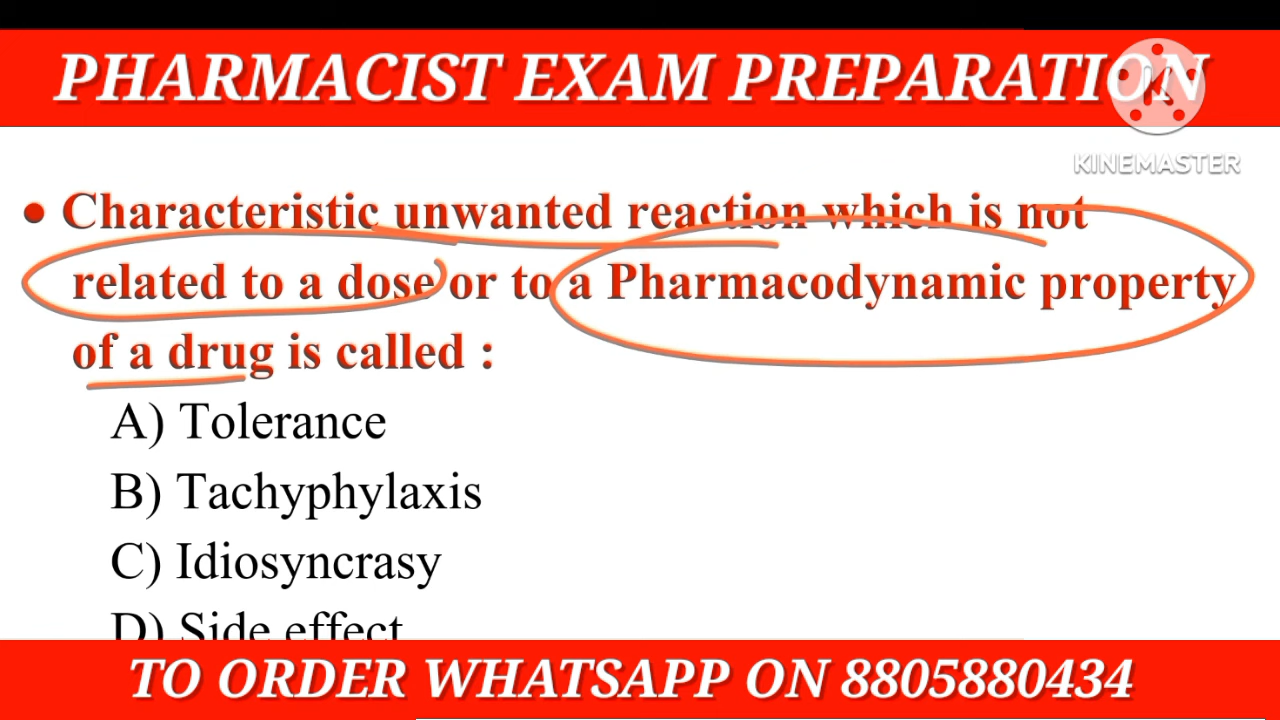 PHARMACIST EXAM PREPARATION
KINEMASTER
• Characteristic unwanted reaction which is not
related to a dose or to a Pharmacodynamic property
of a drug is called :
A) Tolerance
B) Tachyphylaxis
C) Idiosyncrasy
D) Side effect
TO ORDER WHATSAPP ON 8805880434